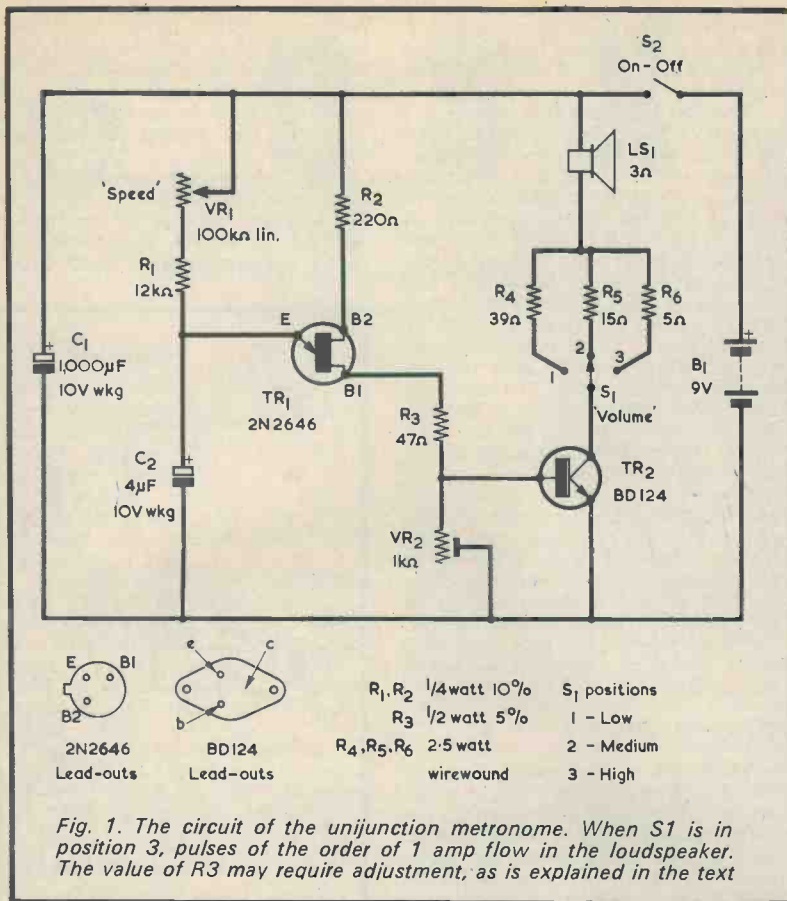 S2
On-Off
LS1
3Ω
'Speed'
VR1
100kΩ lin.
R2
220Ω
R1
12kΩ
R4
39Ω
R5
15Ω
R6
5Ω
C1
1,000μF
10V wkg
E
B2
B1
TR1
2N2646
1
2
3
S1
'Volume'
B1
9V
R3
47Ω
C2
4μF
10V wkg
TR2
BD124
VR2
1kΩ
E
B1
B2
2N2646
Lead-outs
e
c
b
BD124
Lead-outs
R1,R2 1/4 watt 10%
R3 1/2 watt 5%
R4,R5,R6 2·5 watt
wirewound
S1 positions
1 - Low
2 - Medium
3 - High
Fig. 1. The circuit of the unijunction metronome. When S1 is in
position 3, pulses of the order of 1 amp flow in the loudspeaker.
The value of R3 may require adjustment, as is explained in the text